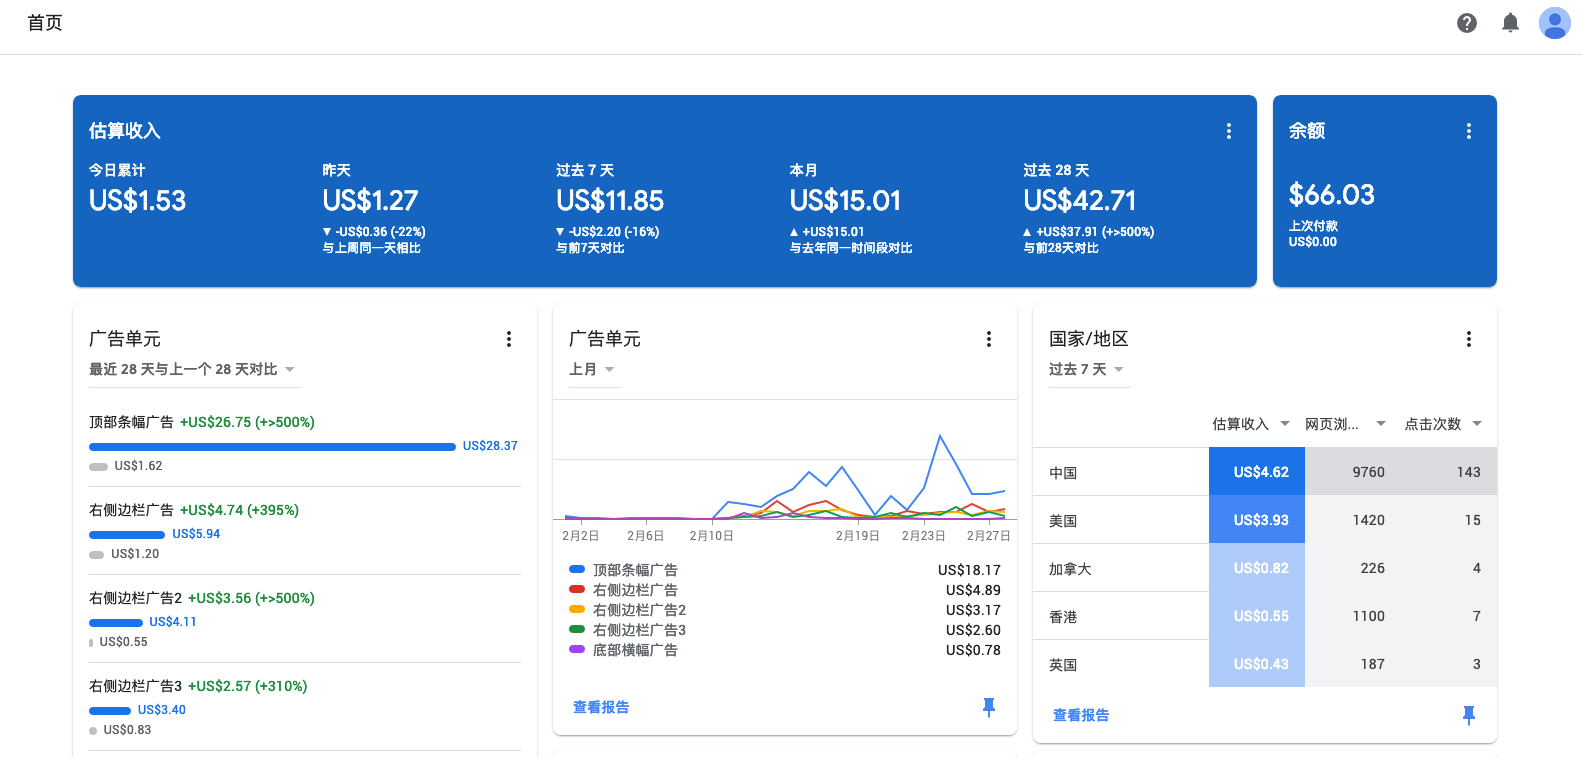 首页
估算收入
今日累计
US$1.53
昨天
US$1.27
▼ -US$0.36 (-22%)
与上周同一天相比
过去 7 天
US$11.85
▼ -US$2.20 (-16%)
与前7天对比
本月
US$15.01
▲ +US$15.01
与去年同一时间段对比
过去 28 天
US$42.71
▲ +US$37.91 (+>500%)
与前28天对比
余额
$66.03
上次付款
US$0.00
广告单元
最近 28 天与上一个 28 天对比
顶部条幅广告 +US$26.75 (+>500%)
US$28.37
US$1.62
右侧边栏广告 +US$4.74 (+395%)
US$5.94
US$1.20
右侧边栏广告2 +US$3.56 (+>500%)
US$4.11
US$0.55
右侧边栏广告3 +US$2.57 (+310%)
US$3.40
US$0.83
广告单元
上月
2月2日 2月6日 2月10日 2月19日 2月23日 2月27日
顶部条幅广告 US$18.17
右侧边栏广告 US$4.89
右侧边栏广告2 US$3.17
右侧边栏广告3 US$2.60
底部横幅广告 US$0.78
查看报告
国家/地区
过去 7 天
估算收入 网页浏... 点击次数
中国 US$4.62 9760 143
美国 US$3.93 1420 15
加拿大 US$0.82 226 4
香港 US$0.55 1100 7
英国 US$0.43 187 3
查看报告